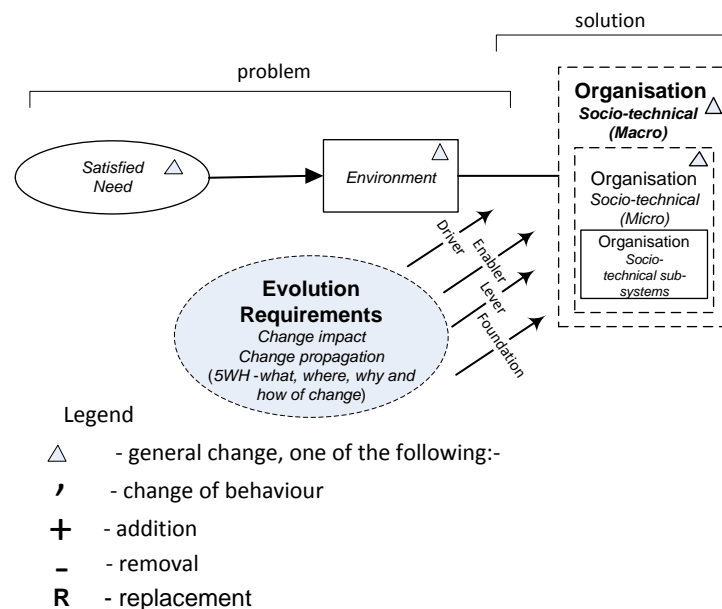 solution
problem
Organisation
Socio-technical
(Macro)
Satisfied
Need
Environment
Organisation
Socio-technical
(Micro)
Organisation
Socio-
technical sub-
systems
Driver
Enabler
Lever
Foundation
Evolution
Requirements
Change impact
Change propagation
(5WH -what, where, why and
how of change)
Legend
- general change, one of the following:-
, - change of behaviour
+ - addition
- - removal
R - replacement